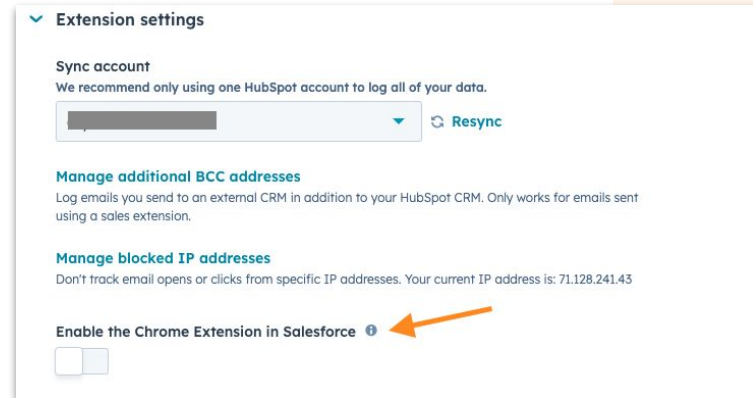 Extension settings
Sync account
We recommend only using one HubSpot account to log all of your data.
Resync
Manage additional BCC addresses
Log emails you send to an external CRM in addition to your HubSpot CRM. Only works for emails sent
using a sales extension.
Manage blocked IP addresses
Don't track email opens or clicks from specific IP addresses. Your current IP address is: 71.128.241.43
Enable the Chrome Extension in Salesforce